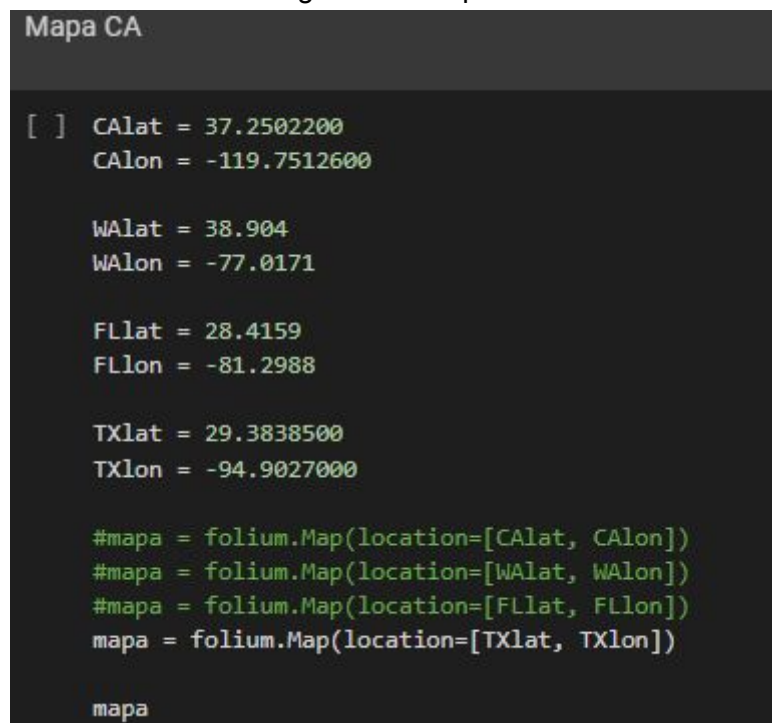 Mapa CA
[ ] CAlat = 37.2502200
CAlon = -119.7512600
WAlat = 38.904
WAlon = -77.0171
FLlat = 28.4159
FLlon = -81.2988
TXlat = 29.3838500
TXlon = -94.9027000
#mapa = folium.Map(location=[CAlat, CAlon])
#mapa = folium.Map(location=[WAlat, WAlon])
#mapa = folium.Map(location=[FLlat, FLlon])
mapa = folium.Map(location=[TXlat, TXlon])
mapa